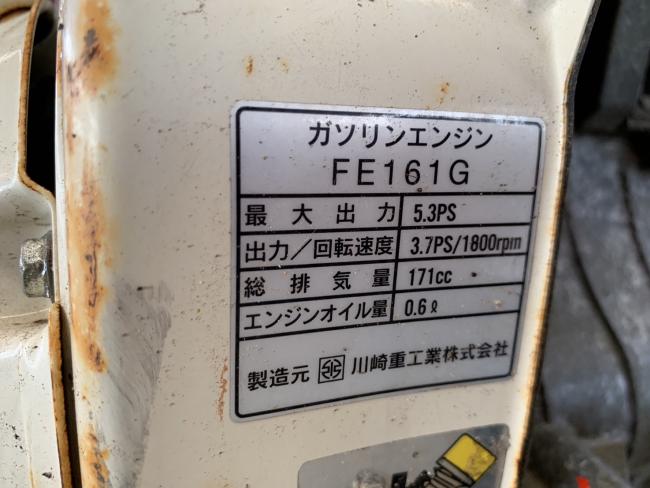 ガソリンエンジン
FE161G
最大出力 5.3PS
出力/回転速度 3.7PS/1800rpm
総排気量 171cc
エンジンオイル量 0.6ℓ
製造元 川崎重工業株式会社